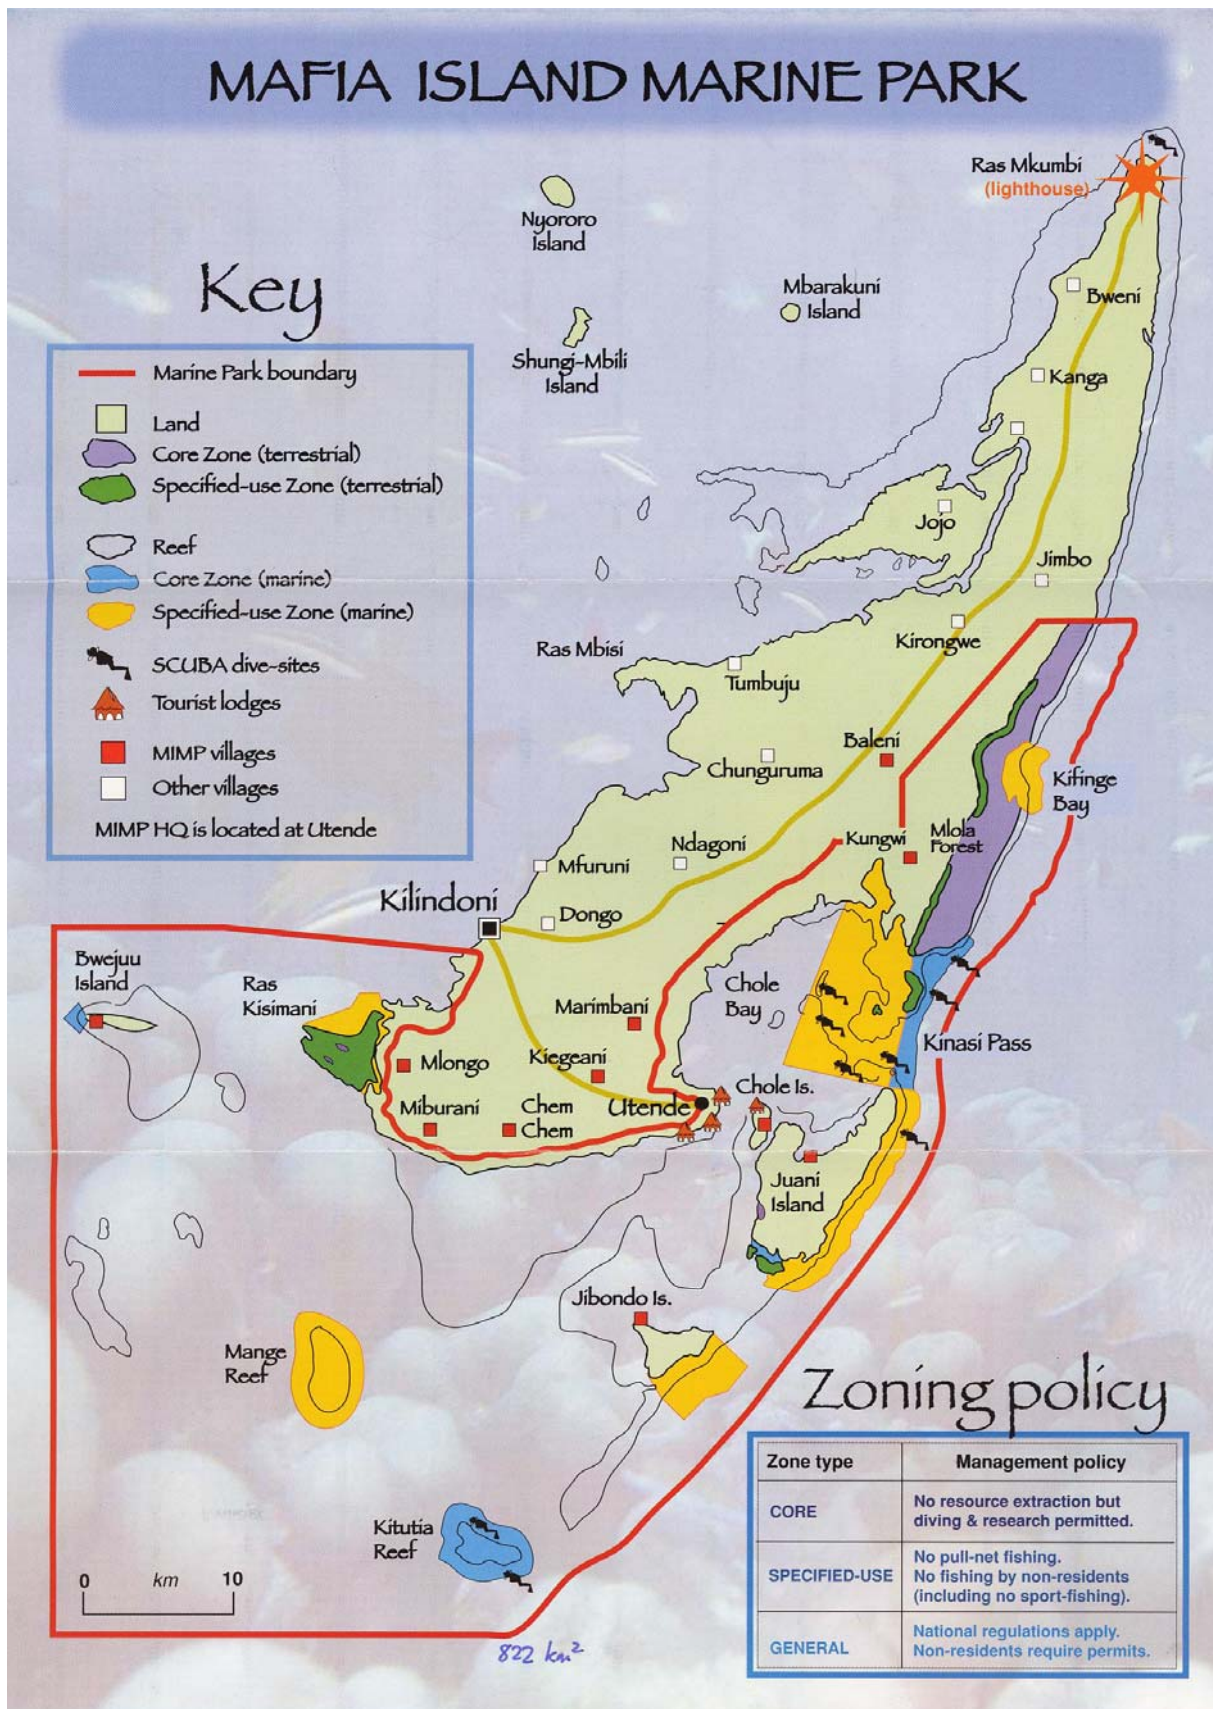 MAFIA ISLAND MARINE PARK
Ras Mkumbi
(lighthouse)
Nyororo
Island
Mbarakuni
Island
Shungi-Mbili
Island
Bweni
Kanga
Jojo
Jimbo
Kirongwe
Ras Mbisi
Tumbuju
Baleni
Chunguruma
Kifinge
Bay
Kungwi
Mlola
Forest
Ndagoni
Mfuruni
Kilindoni
Dongo
Key
Marine Park boundary
Land
Core Zone (terrestrial)
Specified-use Zone (terrestrial)
Reef
Core Zone (marine)
Specified-use Zone (marine)
SCUBA dive-sites
Tourist lodges
MIMP villages
Other villages
MIMP HQ is located at Utende
Bwejuu
Island
Ras
Kisimani
Chole
Bay
Marimbani
Kinasi Pass
Mlongo
Kiegeani
Chole Is.
Miburani
Chem
Chem
Utende
Juani
Island
Jibondo Is.
Mange
Reef
Kitutia
Reef
0 km 10
822 km²
Zoning policy
Zone type Management policy
CORE No resource extraction but
diving & research permitted.
SPECIFIED-USE No pull-net fishing.
No fishing by non-residents
(including no sport-fishing).
GENERAL National regulations apply.
Non-residents require permits.